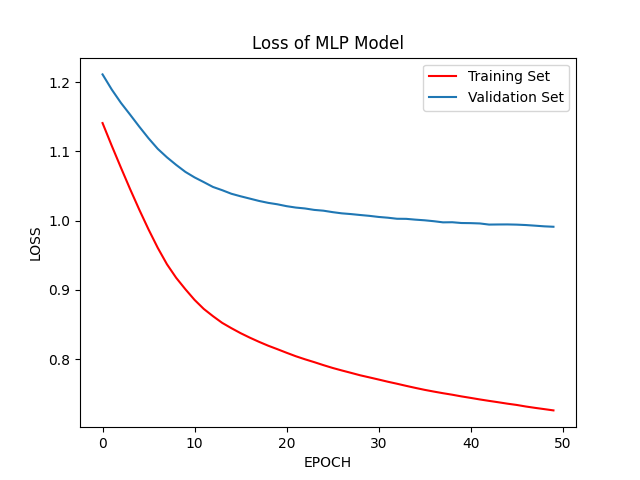 Loss of MLP Model
Training Set
Validation Set
LOSS
1.2
1.1
1.0
0.9
0.8
0 10 20 30 40 50
EPOCH